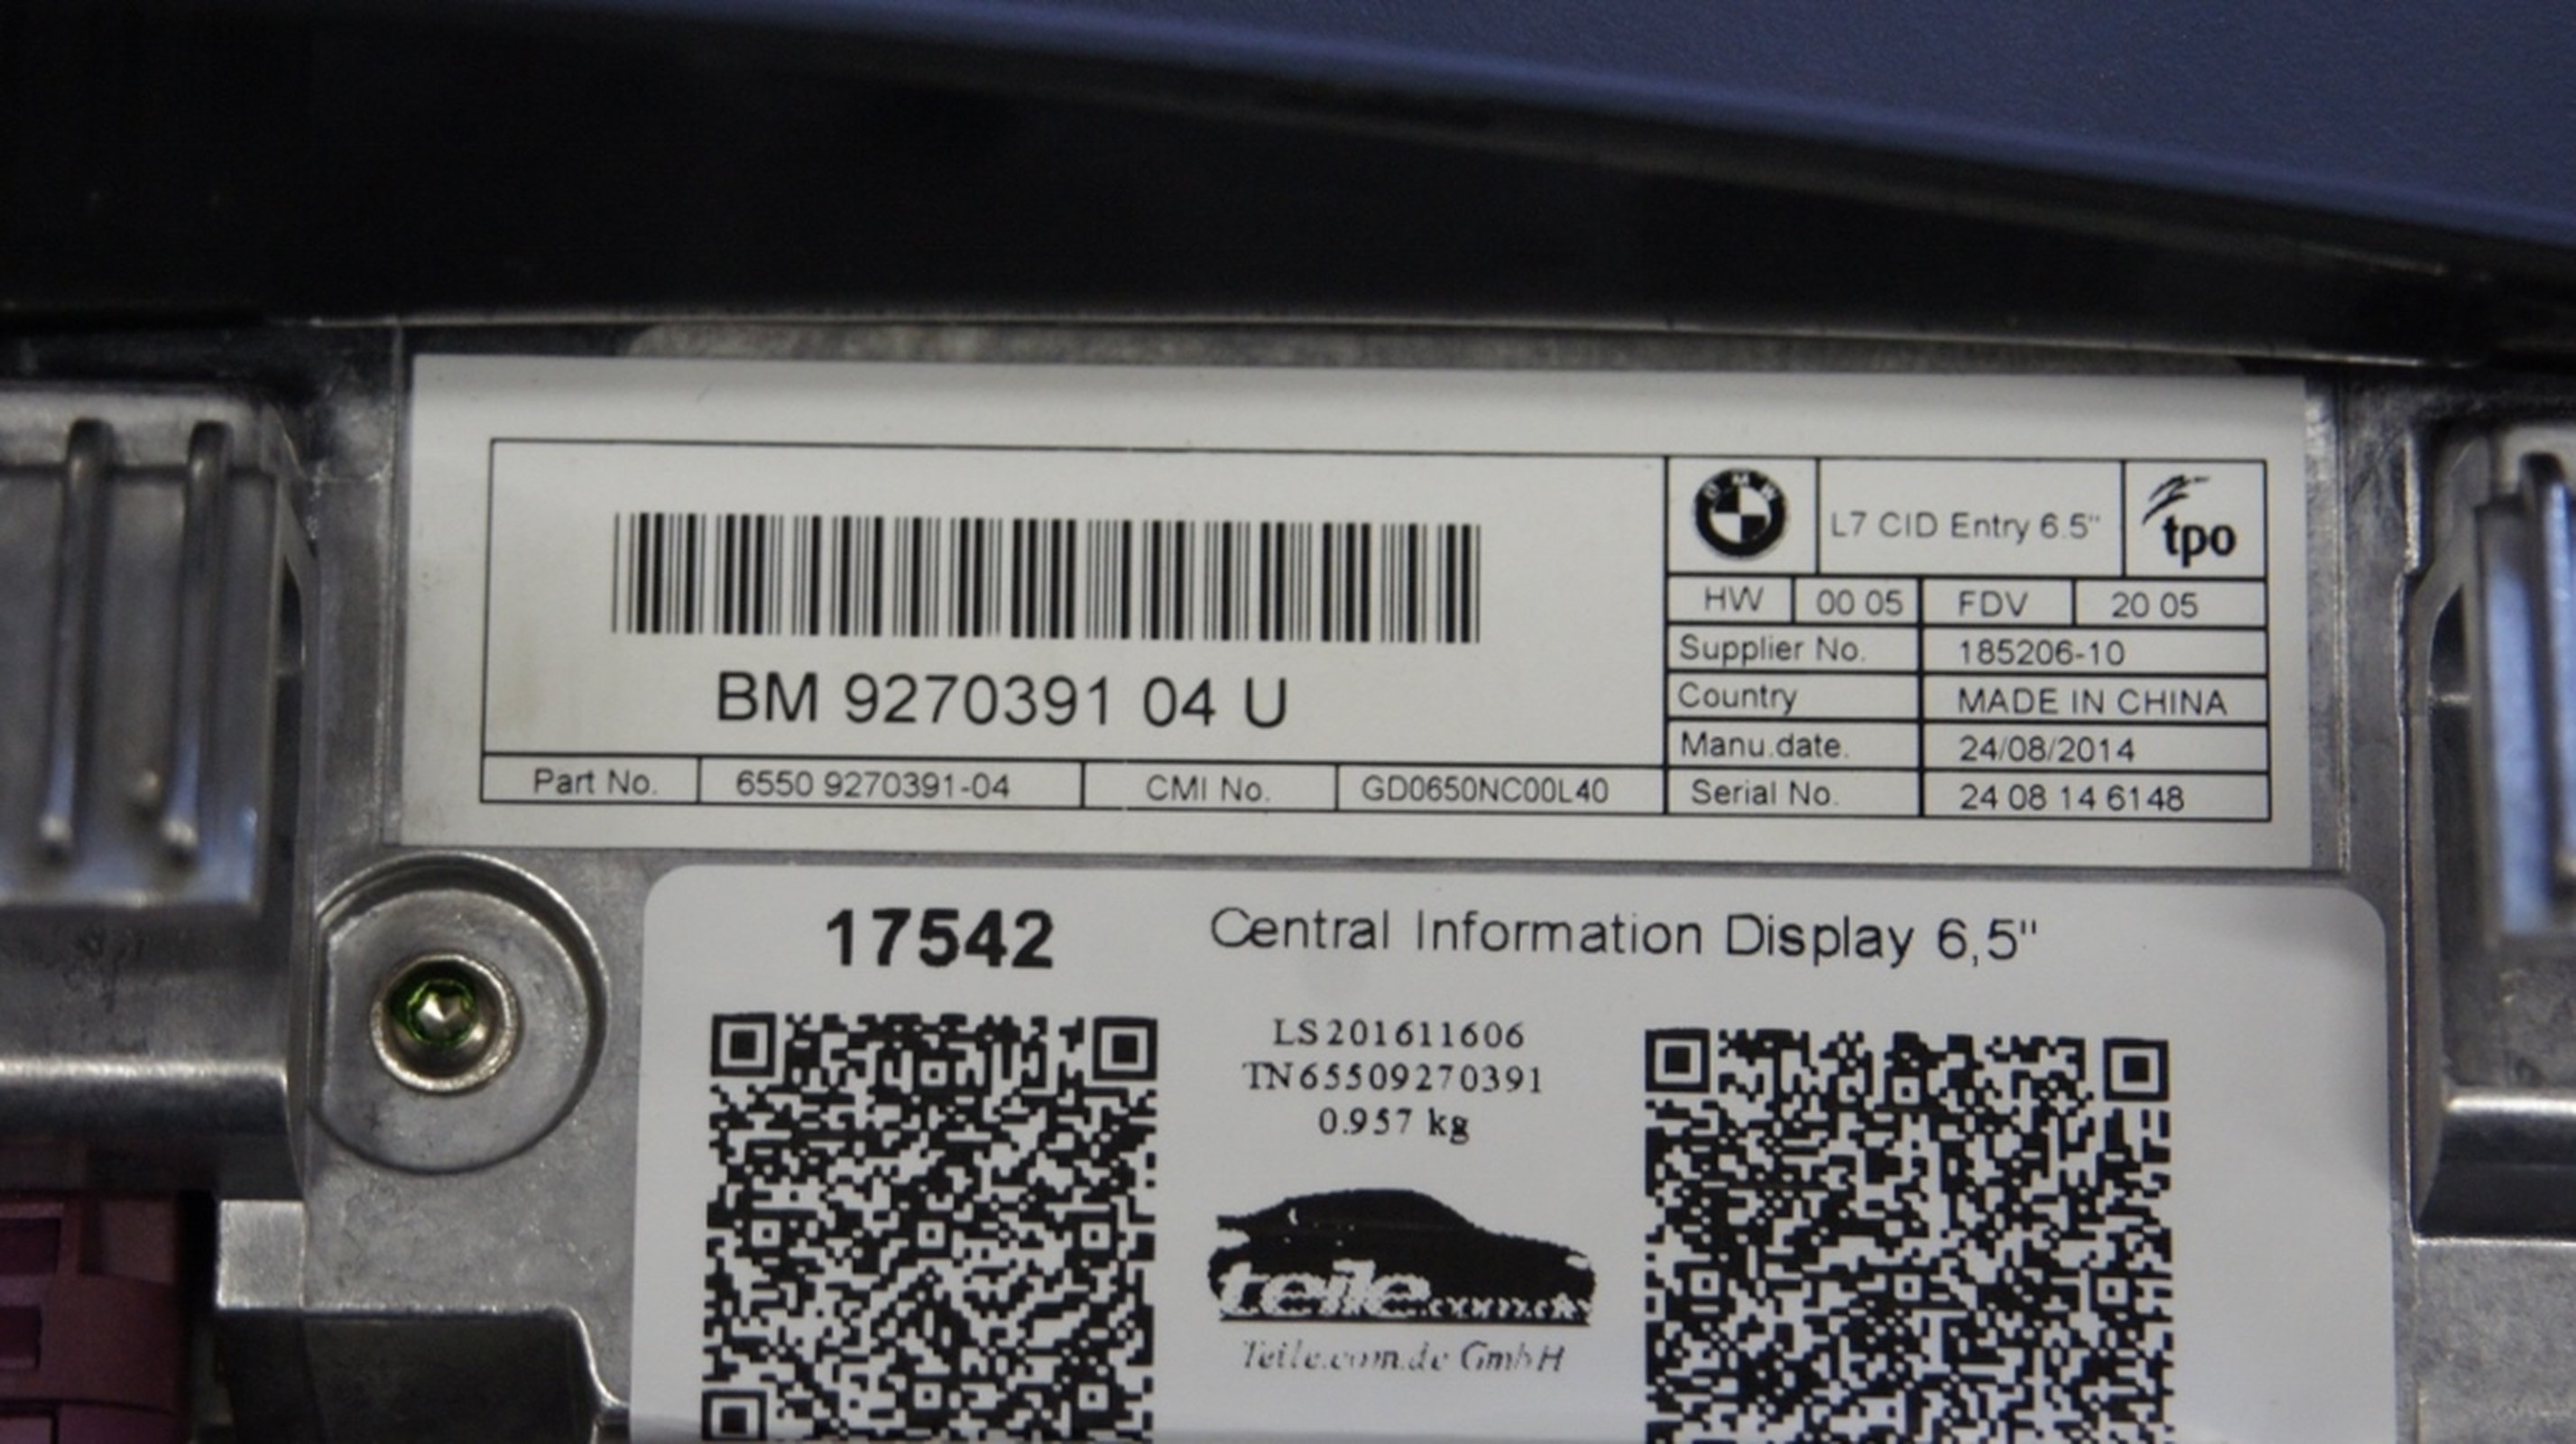 BM 9270391 04 U
Part No. 6550 9270391-04 CMI No. GD0650NC00L40
BMW L7 CID Entry 6.5" tpo
HW 00 05 FDV 20 05
Supplier No. 185206-10
Country MADE IN CHINA
Manu.date. 24/08/2014
Serial No. 24 08 14 6148
17542 Central Information Display 6,5"
LS201611606
TN65509270391
0.957 kg
teile
Teile.com.de GmbH